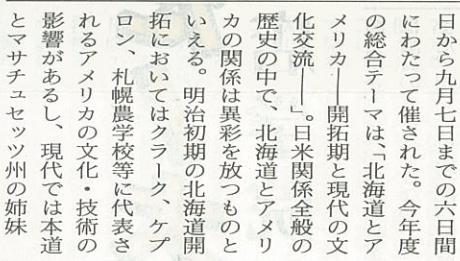 日から九月七日までの六日間
にわたって催された。今年度
の総合テーマは、「北海道とア
メリカ――開拓期と現代の文
化交流――」。日米関係全般の
歴史の中で、北海道とアメリ
カの関係は異彩を放つものと
いえる。明治初期の北海道開
拓においてはクラーク、ケプ
ロン、札幌農学校等に代表さ
れるアメリカの文化・技術の
影響があるし、現代では本道
とマサチュセッツ州の姉妹